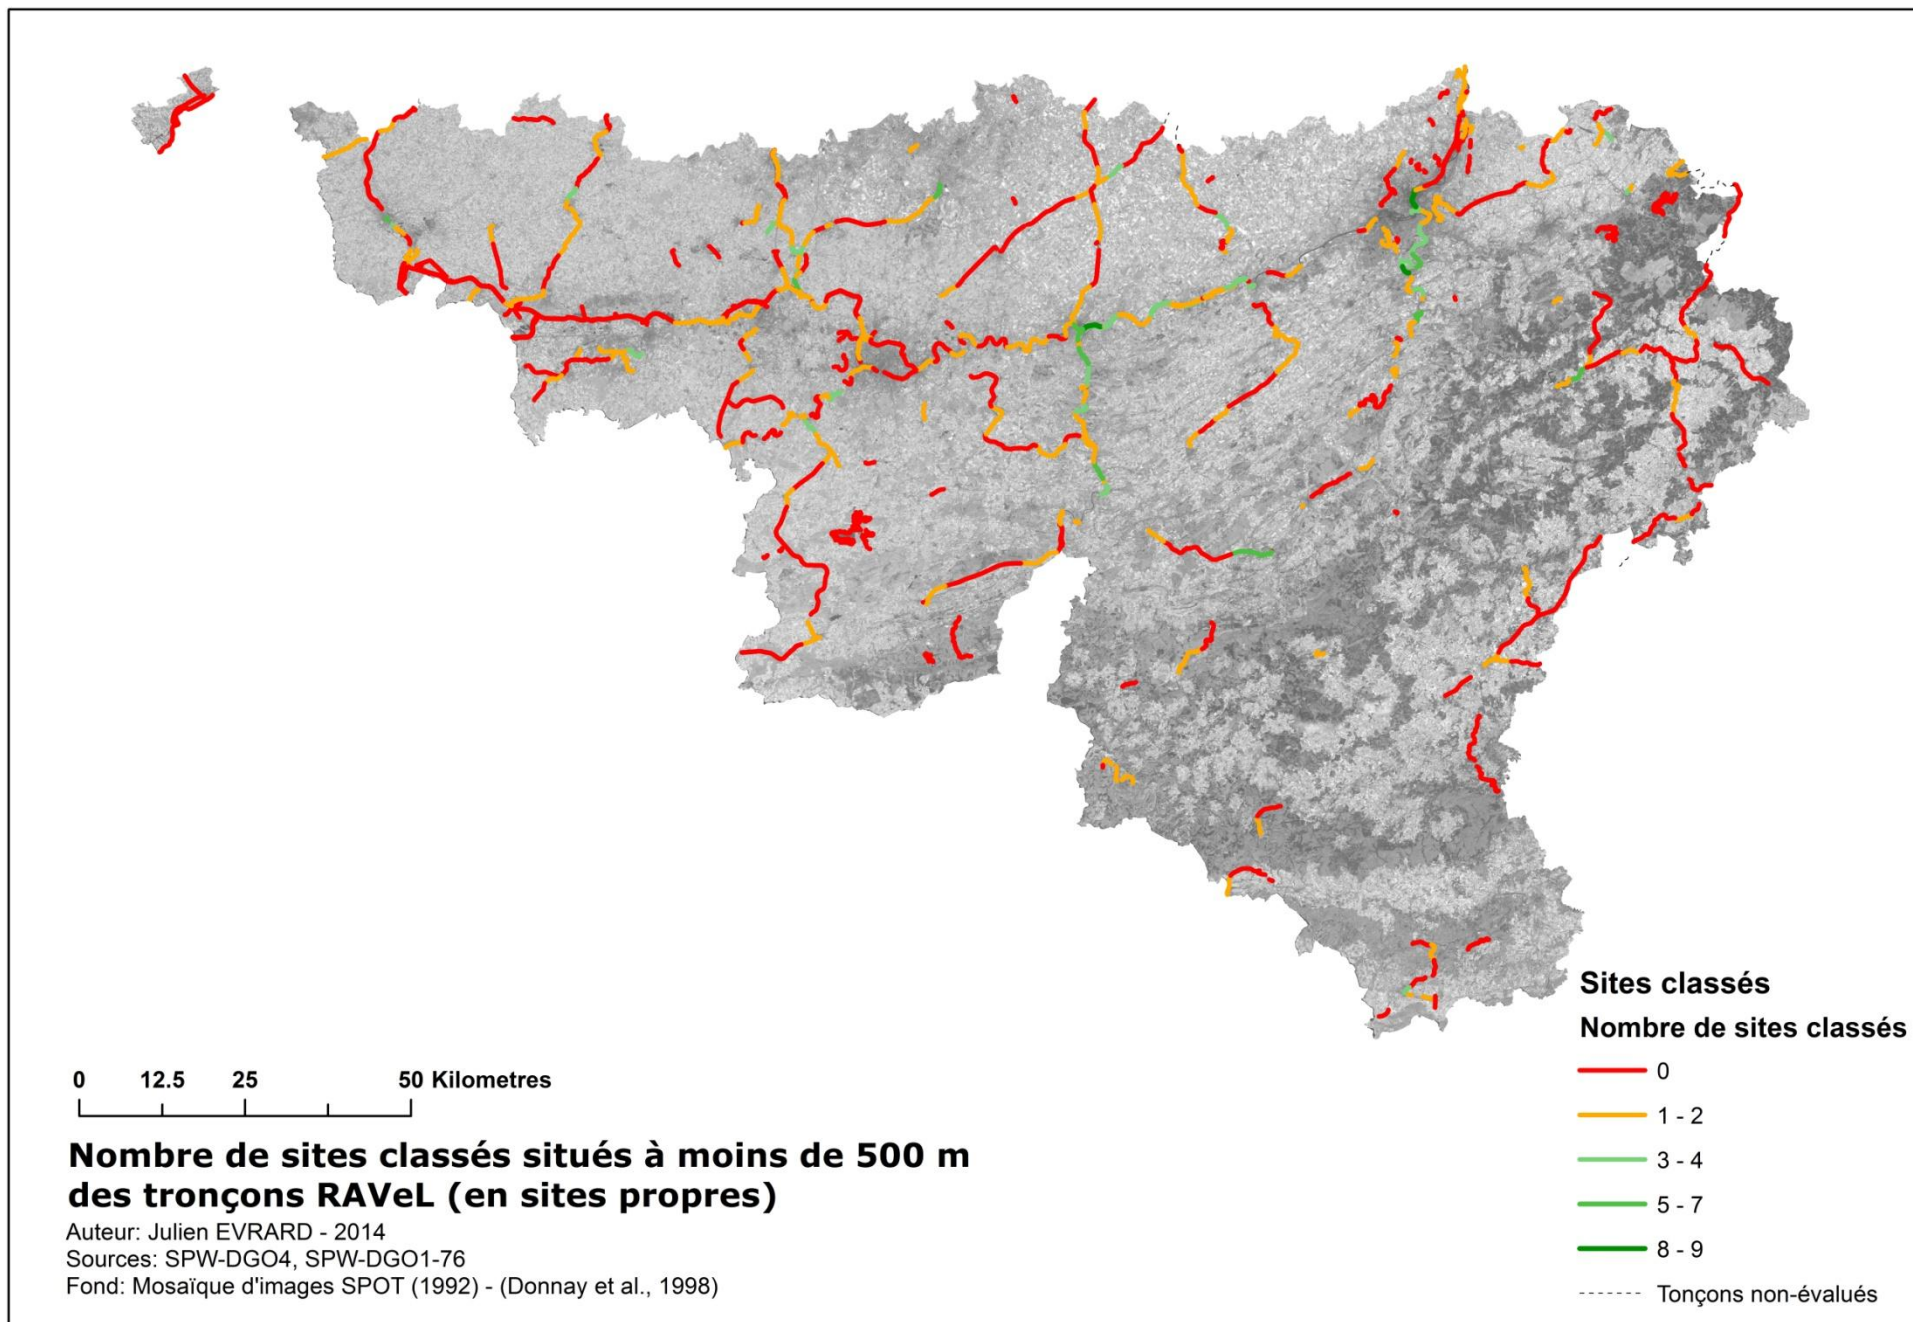 Sites classés
Nombre de sites classés
0
1 - 2
3 - 4
5 - 7
8 - 9
Tonçons non-évalués
0 12.5 25 50 Kilometres
Nombre de sites classés situés à moins de 500 m
des tronçons RAVeL (en sites propres)
Auteur: Julien EVRARD - 2014
Sources: SPW-DGO4, SPW-DGO1-76
Fond: Mosaïque d'images SPOT (1992) - (Donnay et al., 1998)